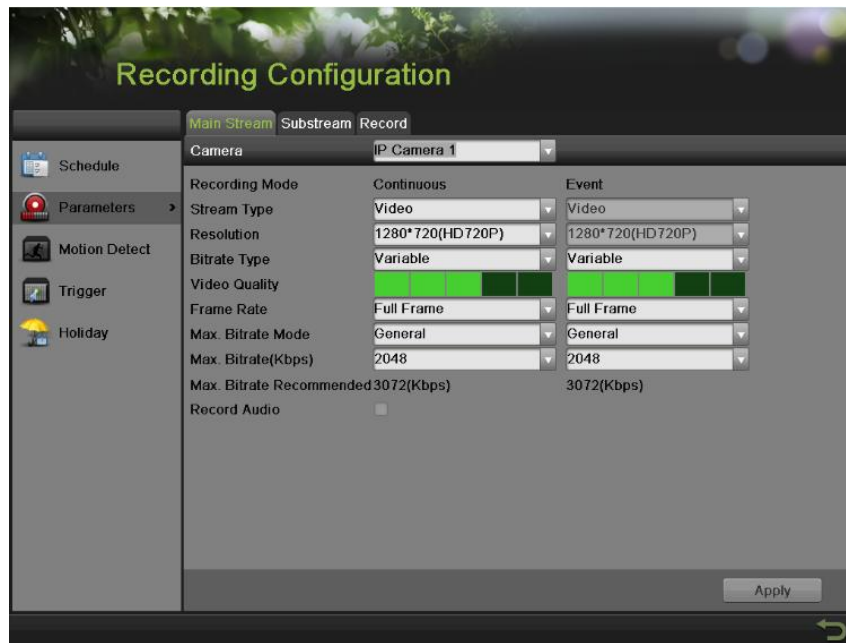 Recording Configuration
Main Stream Substream Record
Camera IP Camera 1
Schedule
Parameters >
Motion Detect
Trigger
Holiday
Recording Mode Continuous Event
Stream Type Video Video
Resolution 1280*720(HD720P) 1280*720(HD720P)
Bitrate Type Variable Variable
Video Quality
Frame Rate Full Frame Full Frame
Max. Bitrate Mode General General
Max. Bitrate(Kbps) 2048 2048
Max. Bitrate Recommended 3072(Kbps) 3072(Kbps)
Record Audio
Apply